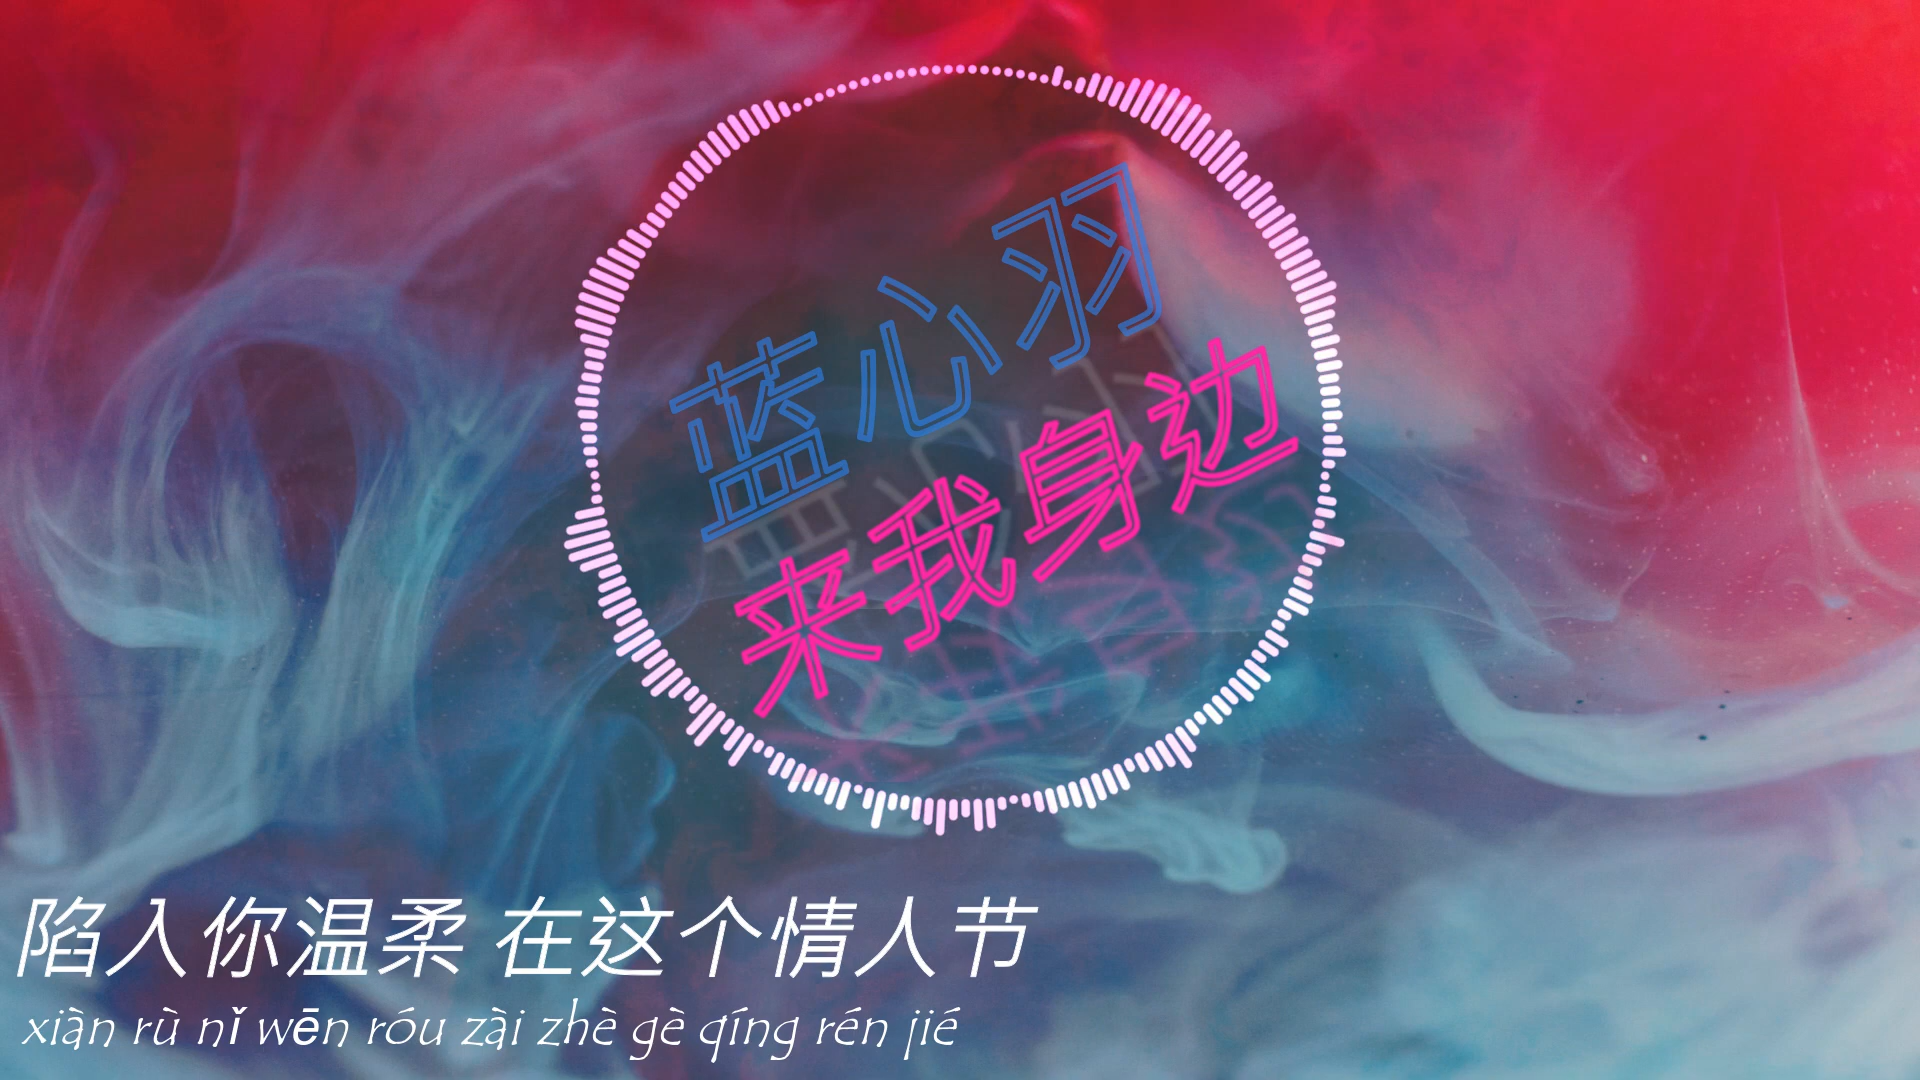 蓝心羽
来我身边
陷入你温柔 在这个情人节
xiàn rù nǐ wēn róu zài zhè gè qíng rén jié